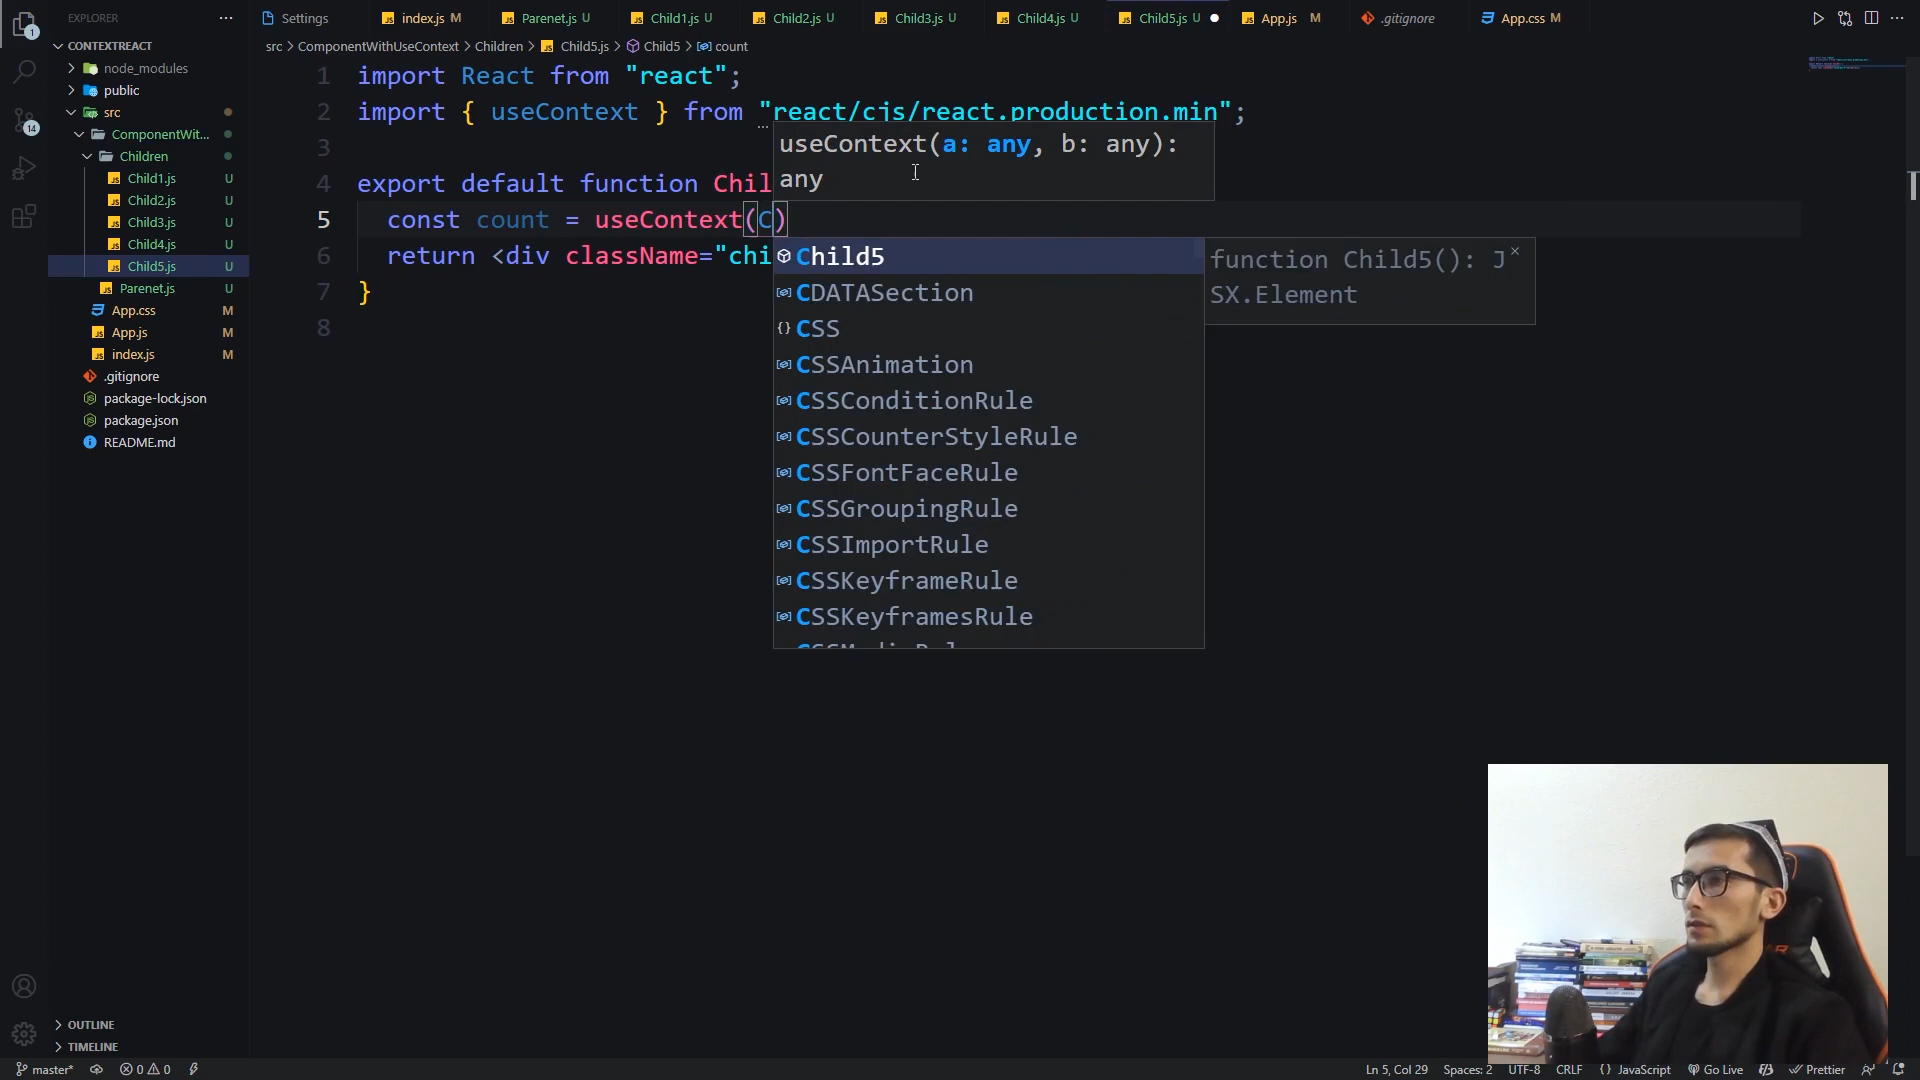 EXPLORER
CONTEXTREACT
node_modules
public
src
ComponentWit...
Children
Child1.js U
Child2.js U
Child3.js U
Child4.js U
Child5.js U
Parenet.js U
App.css M
App.js M
index.js M
.gitignore
package-lock.json
package.json
README.md
OUTLINE
TIMELINE
1
14
Settings
index.js M
Parenet.js U
Child1.js U
Child2.js U
Child3.js U
Child4.js U
Child5.js U
App.js M
.gitignore
App.css M
src > ComponentWithUseContext > Children > Child5.js > Child5 > count
1 import React from "react";
2 import { useContext } from "react/cjs/react.production.min";
3
4 export default function Chil
5 const count = useContext(C)
6 return <div className="chi
7 }
8
useContext(a: any, b: any):
any
Child5
CDATASection
CSS
CSSAnimation
CSSConditionRule
CSSCounterStyleRule
CSSFontFaceRule
CSSGroupingRule
CSSImportRule
CSSKeyframeRule
CSSKeyframesRule
function Child5(): J
SX.Element
master*
0 0
Ln 5, Col 29
Spaces: 2
UTF-8
CRLF
{ } JavaScript
Go Live
Prettier